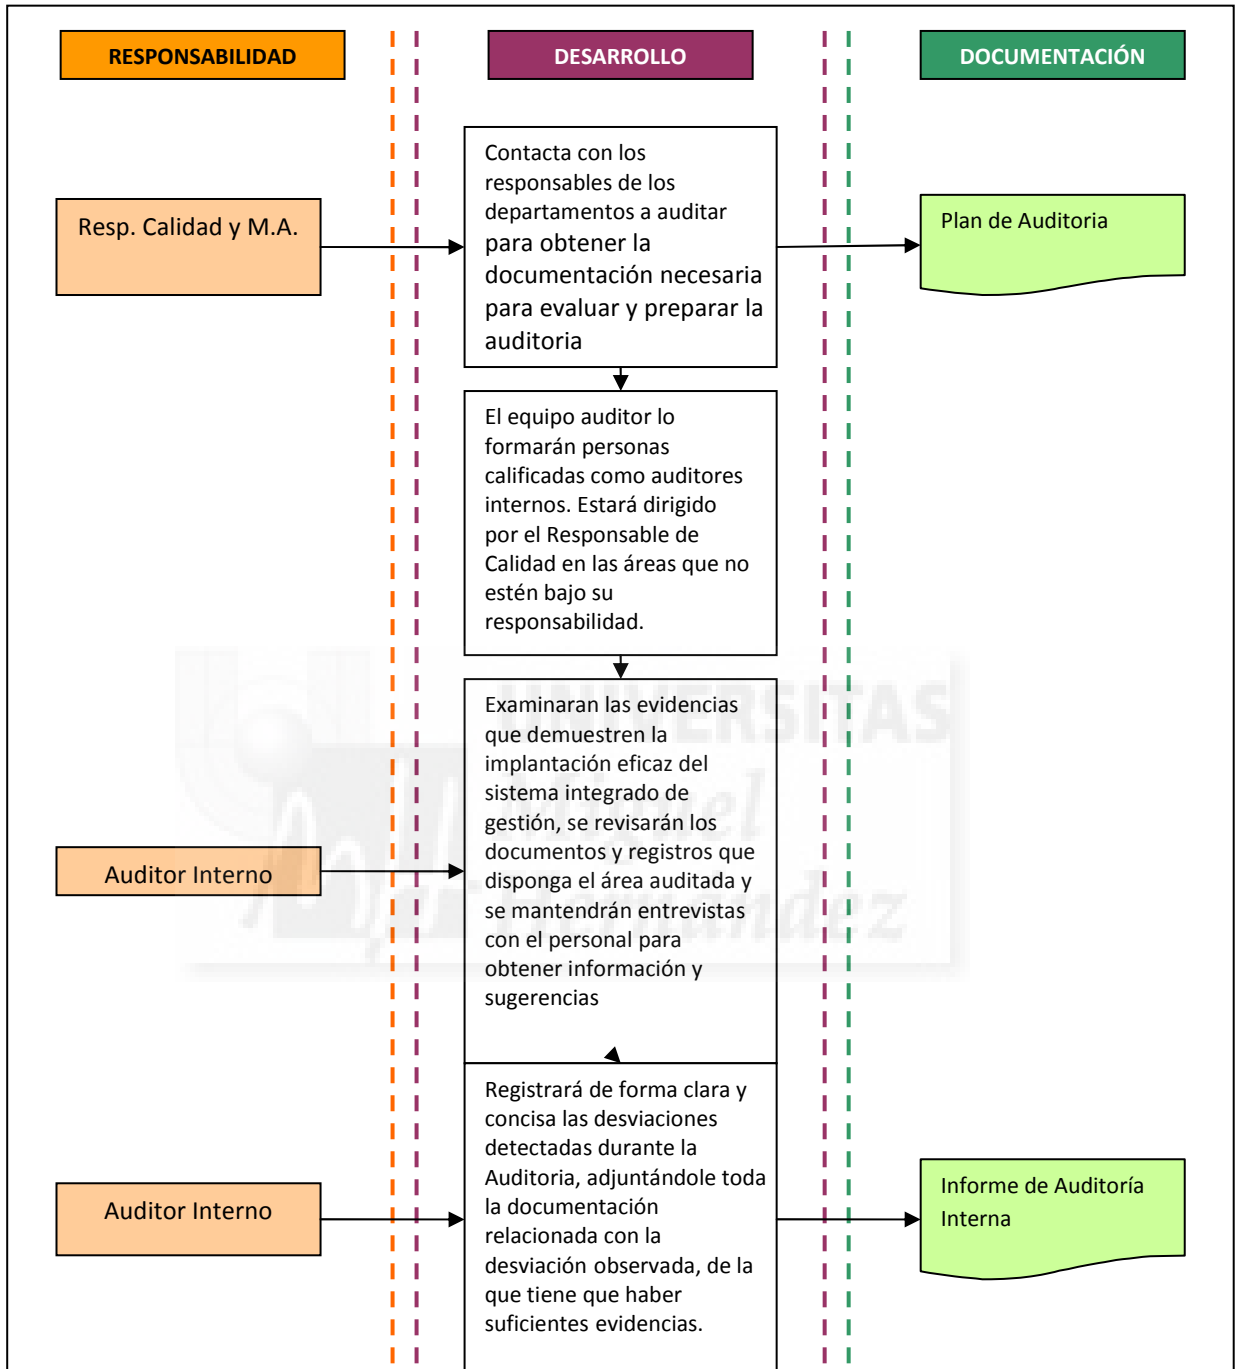 RESPONSABILIDAD
DESARROLLO
DOCUMENTACIÓN
Resp. Calidad y M.A.
Contacta con los
responsables de los
departamentos a auditar
para obtener la
documentación necesaria
para evaluar y preparar la
auditoria
Plan de Auditoria
El equipo auditor lo
formarán personas
calificadas como auditores
internos. Estará dirigido
por el Responsable de
Calidad en las áreas que no
estén bajo su
responsabilidad.
Auditor Interno
Examinaran las evidencias
que demuestren la
implantación eficaz del
sistema integrado de
gestión, se revisarán los
documentos y registros que
disponga el área auditada y
se mantendrán entrevistas
con el personal para
obtener información y
sugerencias
UNIVERSITAS
Miguel
Hernández
Auditor Interno
Registrará de forma clara y
concisa las desviaciones
detectadas durante la
Auditoria, adjuntándole toda
la documentación
relacionada con la
desviación observada, de la
que tiene que haber
suficientes evidencias.
Informe de Auditoría
Interna